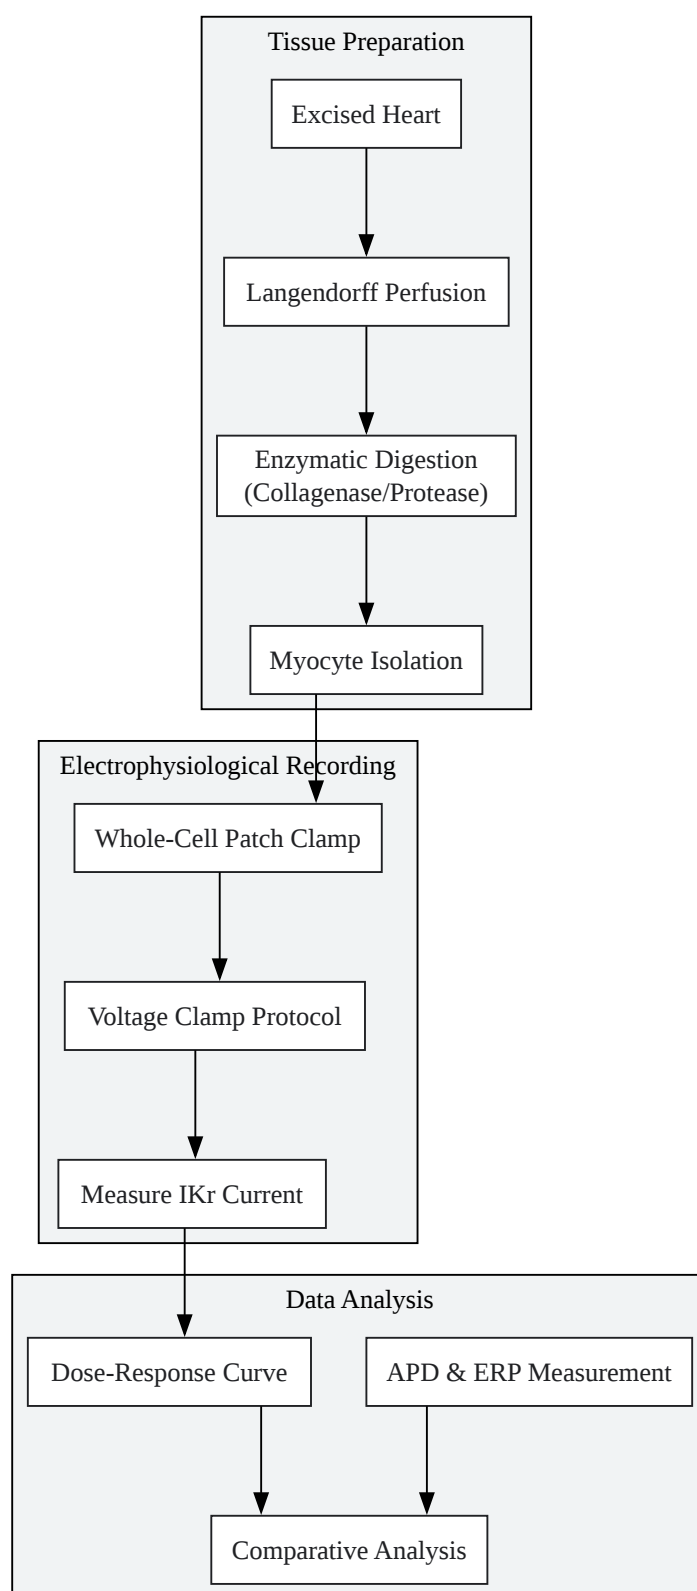 Tissue Preparation
Excised Heart
Langendorff Perfusion
Enzymatic Digestion
(Collagenase/Protease)
Myocyte Isolation
Electrophysiological Recording
Whole-Cell Patch Clamp
Voltage Clamp Protocol
Measure IKr Current
Data Analysis
Dose-Response Curve
APD & ERP Measurement
Comparative Analysis